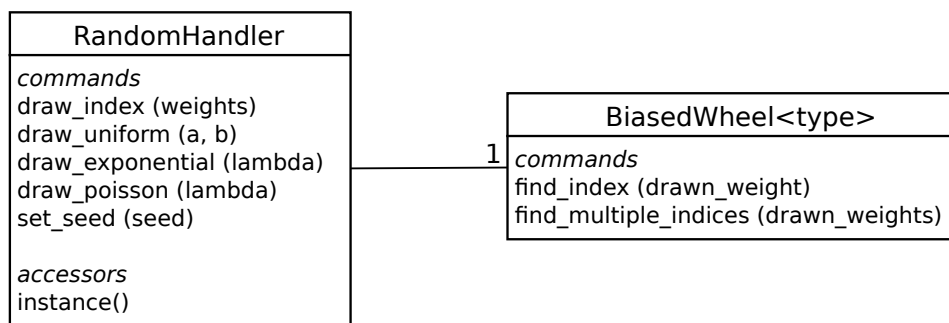 RandomHandler
commands
draw_index (weights)
draw_uniform (a, b)
draw_exponential (lambda)
draw_poisson (lambda)
set_seed (seed)
accessors
instance()
1
BiasedWheel<type>
commands
find_index (drawn_weight)
find_multiple_indices (drawn_weights)